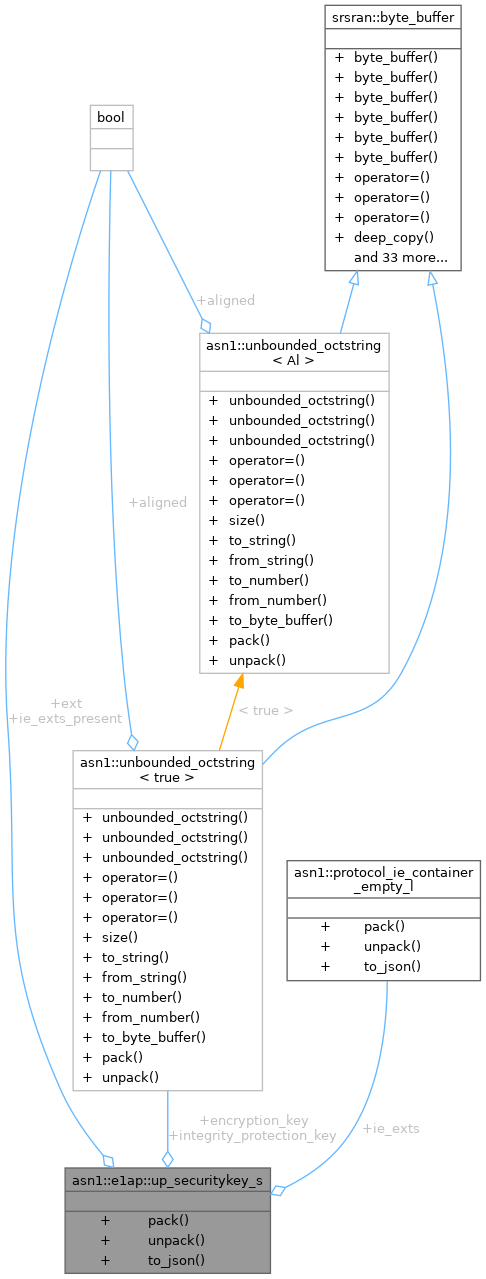 srsran::byte_buffer
+ byte_buffer()
+ byte_buffer()
+ byte_buffer()
+ byte_buffer()
+ byte_buffer()
+ byte_buffer()
+ operator=()
+ operator=()
+ operator=()
+ deep_copy()
and 33 more...
bool
+aligned
asn1::unbounded_octstring
< Al >
+ unbounded_octstring()
+ unbounded_octstring()
+ unbounded_octstring()
+ operator=()
+ operator=()
+ operator=()
+ size()
+ to_string()
+ from_string()
+ to_number()
+ from_number()
+ to_byte_buffer()
+ pack()
+ unpack()
+aligned
+ext
+ie_exts_present
< true >
asn1::unbounded_octstring
< true >
+ unbounded_octstring()
+ unbounded_octstring()
+ unbounded_octstring()
+ operator=()
+ operator=()
+ operator=()
+ size()
+ to_string()
+ from_string()
+ to_number()
+ from_number()
+ to_byte_buffer()
+ pack()
+ unpack()
asn1::protocol_ie_container
_empty_l
+ pack()
+ unpack()
+ to_json()
+encryption_key
+integrity_protection_key
+ie_exts
asn1::e1ap::up_securitykey_s
+ pack()
+ unpack()
+ to_json()